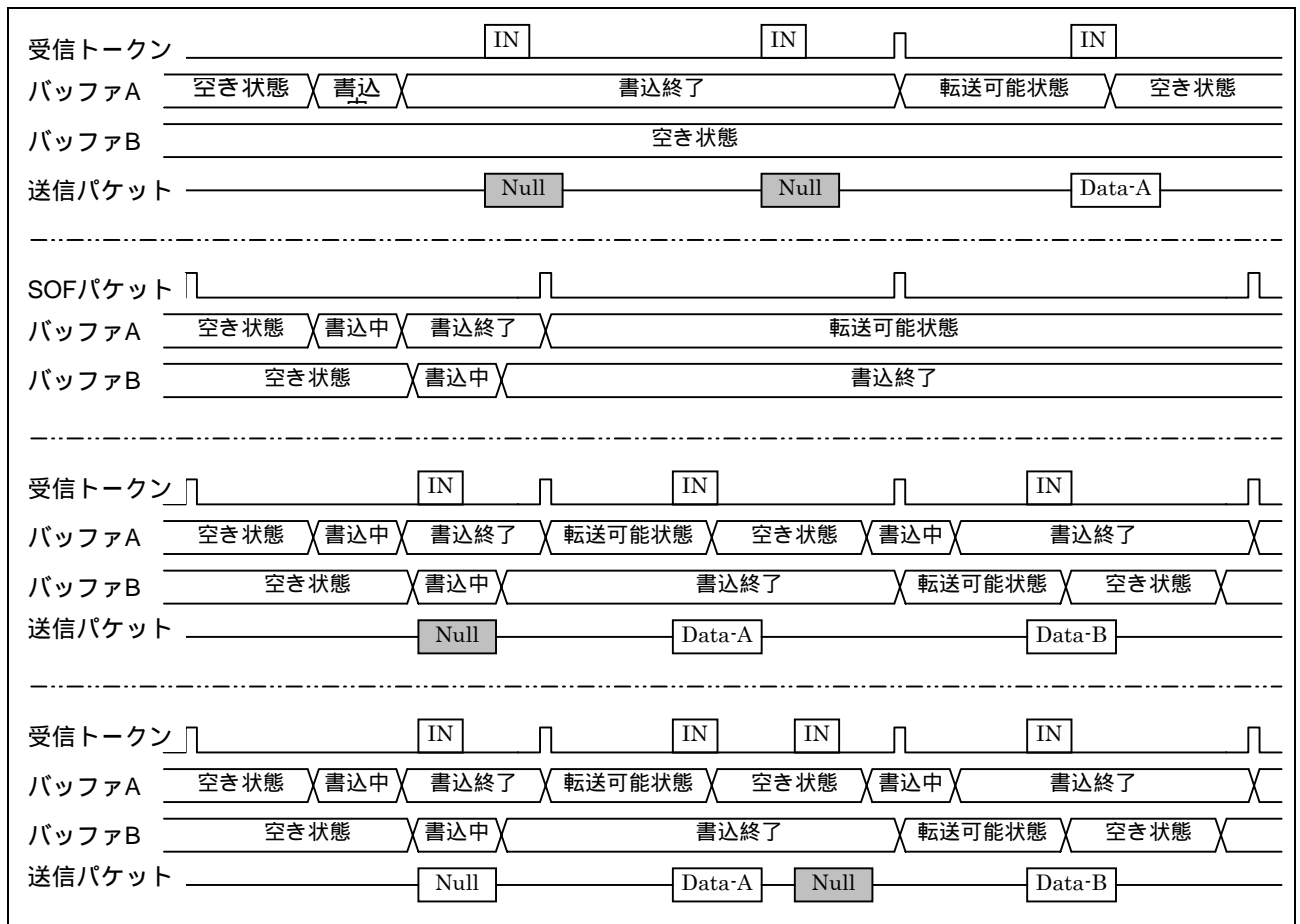 受信トークン IN IN IN
バッファA 空き状態 書込中 書込終了 転送可能状態 空き状態
バッファB 空き状態
送信パケット Null Null Data-A
SOFパケット
バッファA 空き状態 書込中 書込終了 転送可能状態
バッファB 空き状態 書込中 書込終了
受信トークン IN IN IN
バッファA 空き状態 書込中 書込終了 転送可能状態 空き状態 書込中 書込終了
バッファB 空き状態 書込中 書込終了 転送可能状態 空き状態
送信パケット Null Data-A Data-B
受信トークン IN IN IN IN
バッファA 空き状態 書込中 書込終了 転送可能状態 空き状態 書込中 書込終了
バッファB 空き状態 書込中 書込終了 転送可能状態 空き状態
送信パケット Null Data-A Null Data-B